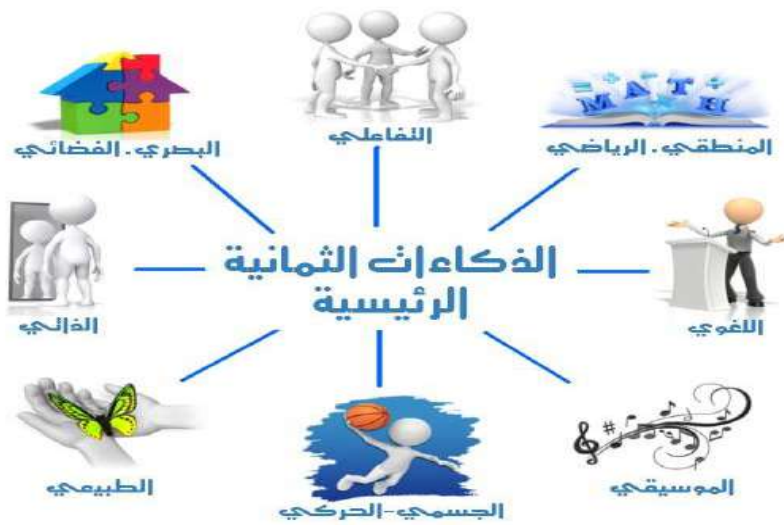 التفاعلي
المنطقي. الرياضي
MATH
البصري. الفضائي
الذكاءات الثمانية
الرئيسية
اللغوي
الذاتي
الموسيقي
الجسمي-الحركي
الطبيعي